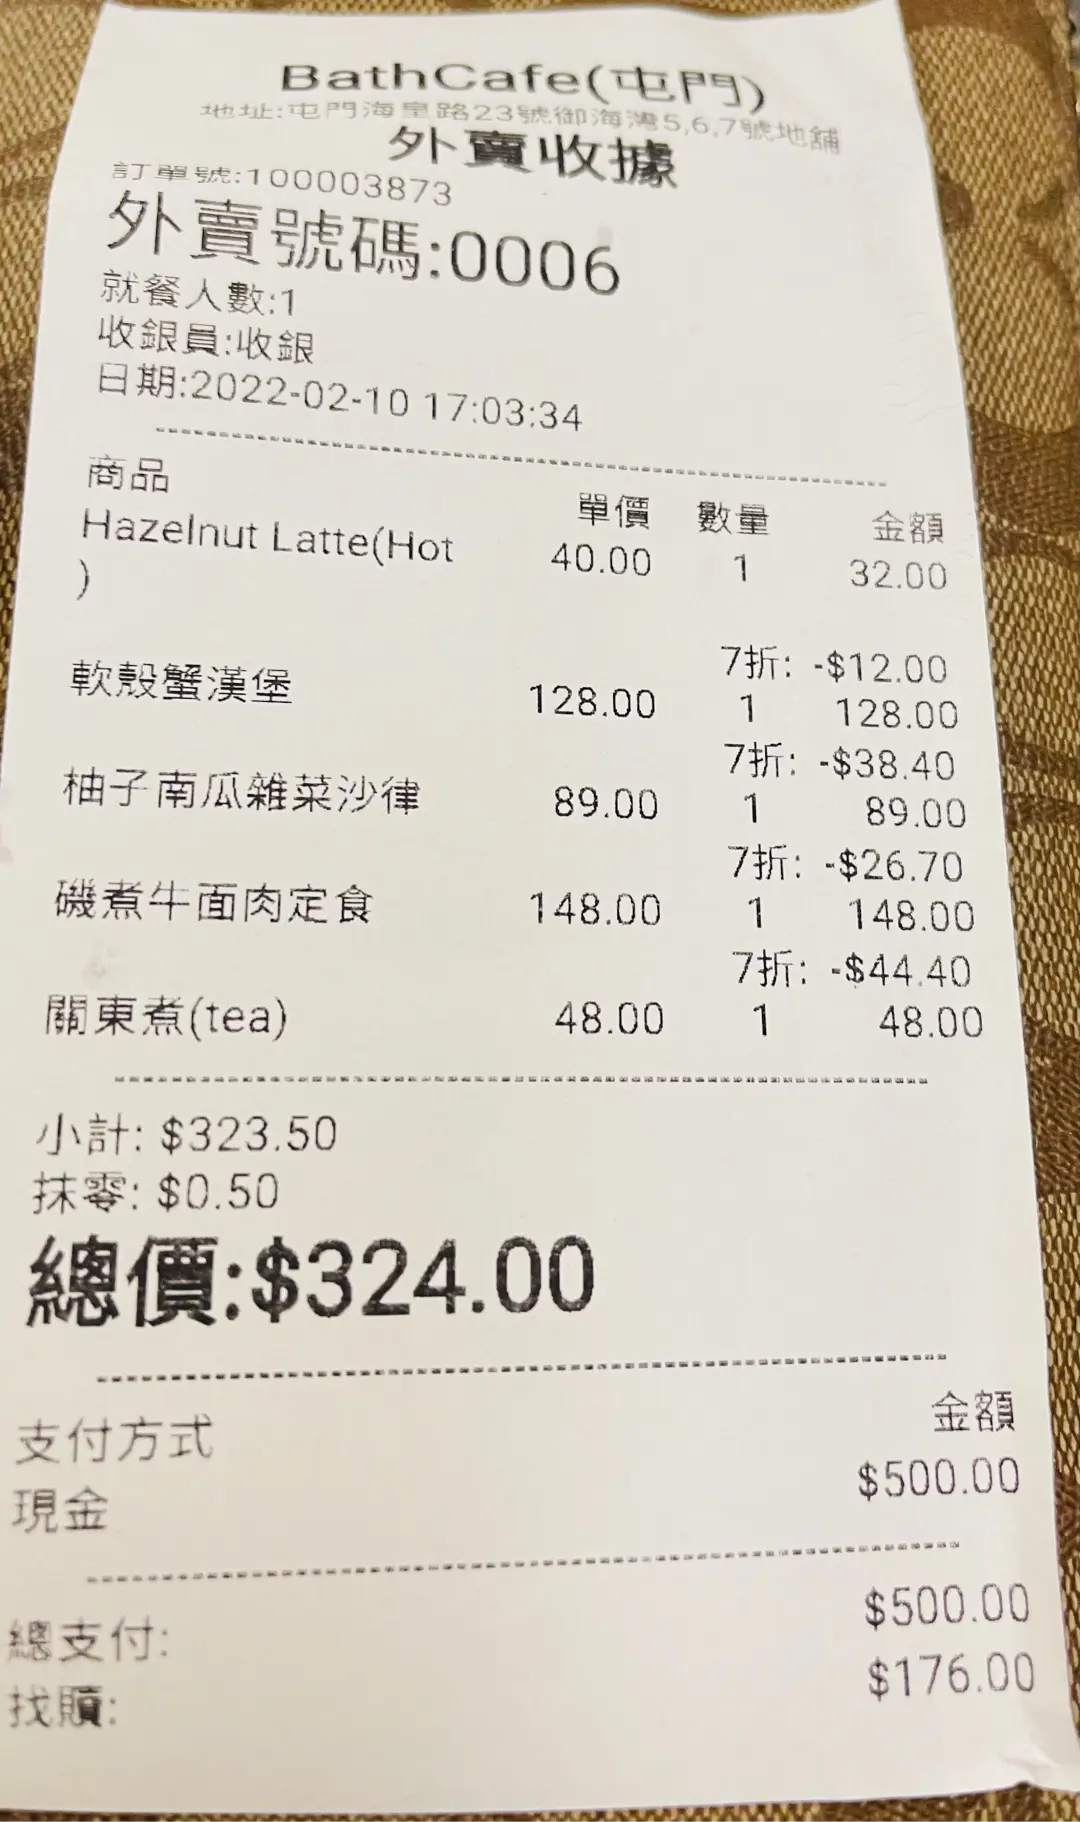 BathCafe(屯門)
地址:屯門海皇路23號御海灣5,6,7號地舖
外賣收據
訂單號:100003873
外賣號碼:0006
就餐人數:1
收銀員:收銀
日期:2022-02-10 17:03:34
商品 單價 數量 金額
Hazelnut Latte(Hot 40.00 1 32.00
)
7折: -$12.00
軟殼蟹漢堡 128.00 1 128.00
7折: -$38.40
柚子南瓜雜菜沙律 89.00 1 89.00
7折: -$26.70
磯煮牛面肉定食 148.00 1 148.00
7折: -$44.40
關東煮(tea) 48.00 1 48.00
小計: $323.50
抹零: $0.50
總價:$324.00
支付方式 金額
現金 $500.00
總支付: $500.00
找贖: $176.00